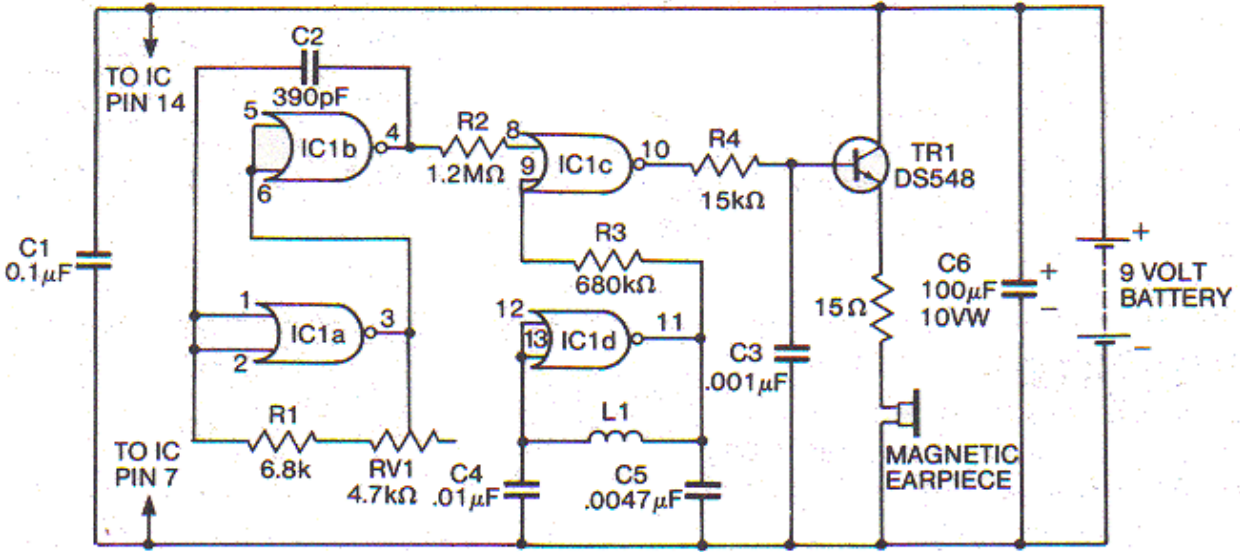 C2
390pF
TO IC
PIN 14
5
6
IC1b
4
R2
1.2MΩ
8
9
IC1c
10
R4
15kΩ
TR1
DS548
C1
0.1µF
R3
680kΩ
15Ω
C6
100µF
10VW
+
−
+
9 VOLT
BATTERY
−
1
2
IC1a
3
12
13
IC1d
11
C3
.001µF
R1
6.8k
RV1
4.7kΩ
L1
C4
.01µF
C5
.0047µF
MAGNETIC
EARPIECE
TO IC
PIN 7